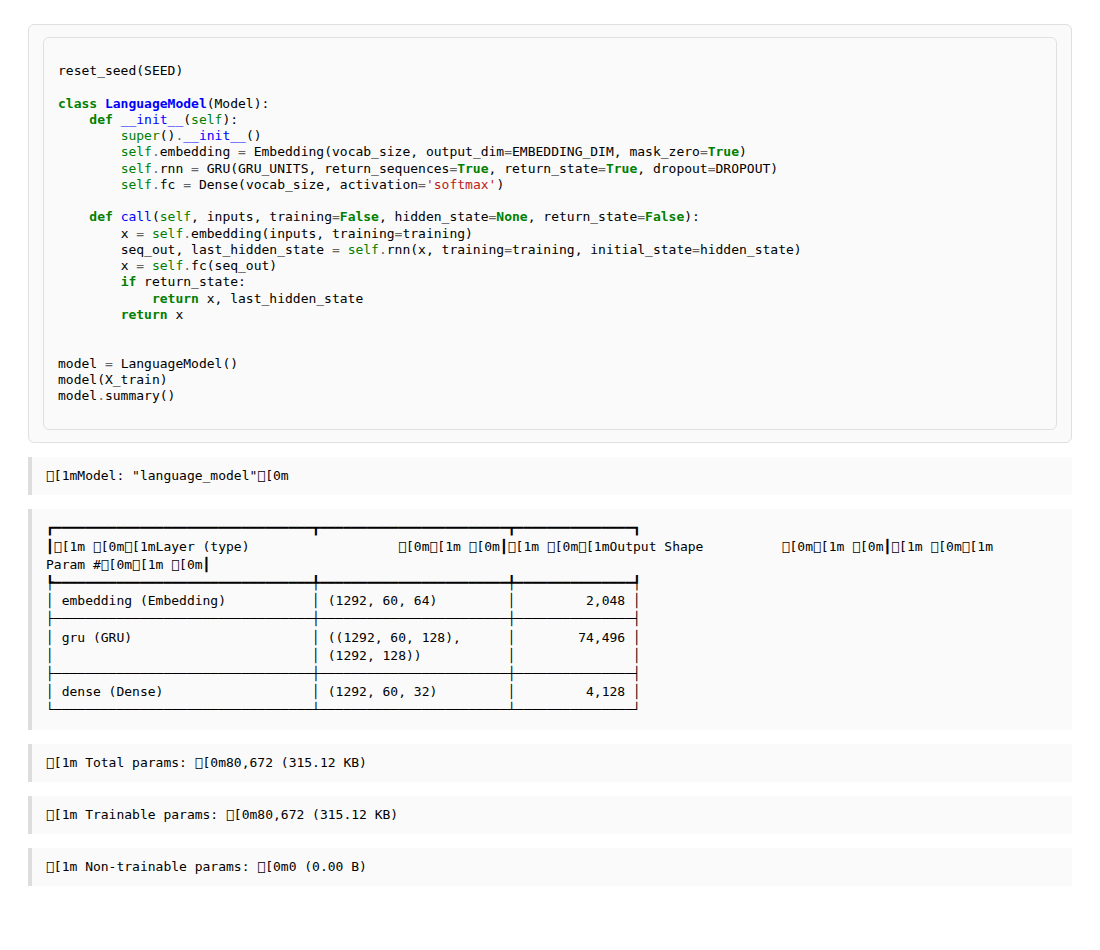 reset_seed(SEED)
class LanguageModel(Model):
    def __init__(self):
        super().__init__()
        self.embedding = Embedding(vocab_size, output_dim=EMBEDDING_DIM, mask_zero=True)
        self.rnn = GRU(GRU_UNITS, return_sequences=True, return_state=True, dropout=DROPOUT)
        self.fc = Dense(vocab_size, activation='softmax')
    def call(self, inputs, training=False, hidden_state=None, return_state=False):
        x = self.embedding(inputs, training=training)
        seq_out, last_hidden_state = self.rnn(x, training=training, initial_state=hidden_state)
        x = self.fc(seq_out)
        if return_state:
            return x, last_hidden_state
        return x
model = LanguageModel()
model(X_train)
model.summary()
□[1mModel: "language_model"□[0m
┏━━━━━━━━━━━━━━━━━━━━━━━━━━━━━━━━━┳━━━━━━━━━━━━━━━━━━━━━━━━┳━━━━━━━━━━━━━━━┓
┃□[1m □[0m□[1mLayer (type)                   □[0m□[1m □[0m┃□[1m □[0m□[1mOutput Shape          □[0m□[1m □[0m┃□[1m □[0m□[1m
Param #□[0m□[1m □[0m┃
┡━━━━━━━━━━━━━━━━━━━━━━━━━━━━━━━━━╇━━━━━━━━━━━━━━━━━━━━━━━━╇━━━━━━━━━━━━━━━┩
│ embedding (Embedding)           │ (1292, 60, 64)         │         2,048 │
├─────────────────────────────────┼────────────────────────┼───────────────┤
│ gru (GRU)                       │ ((1292, 60, 128),      │        74,496 │
│                                 │ (1292, 128))           │               │
├─────────────────────────────────┼────────────────────────┼───────────────┤
│ dense (Dense)                   │ (1292, 60, 32)         │         4,128 │
└─────────────────────────────────┴────────────────────────┴───────────────┘
□[1m Total params: □[0m80,672 (315.12 KB)
□[1m Trainable params: □[0m80,672 (315.12 KB)
□[1m Non-trainable params: □[0m0 (0.00 B)